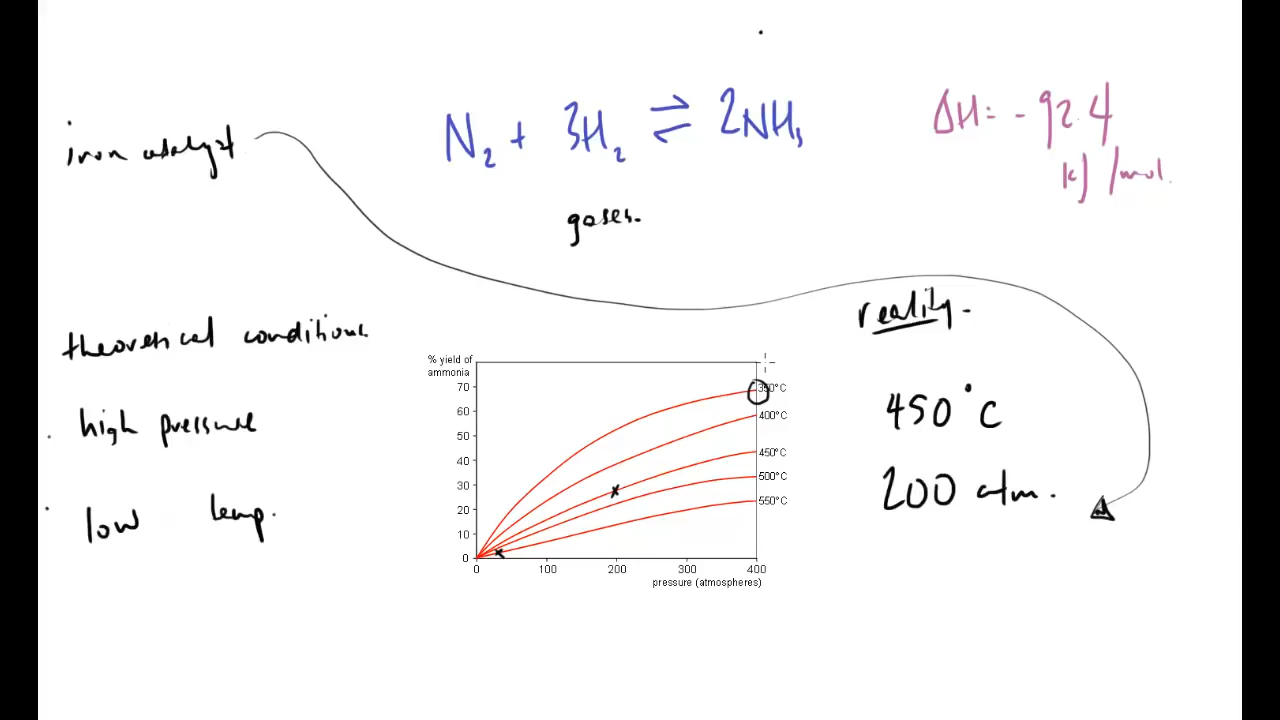 iron catalyst
N₂ + 3H₂ ⇌ 2NH₃
ΔH = -92.4
kJ/mol.
gases.
theoretical conditions
high pressure
low temp.
reality.
450°C
200 atm.
% yield of
ammonia
70
60
50
40
30
20
10
0
350°C
400°C
450°C
500°C
550°C
0 100 200 300 400
pressure (atmospheres)